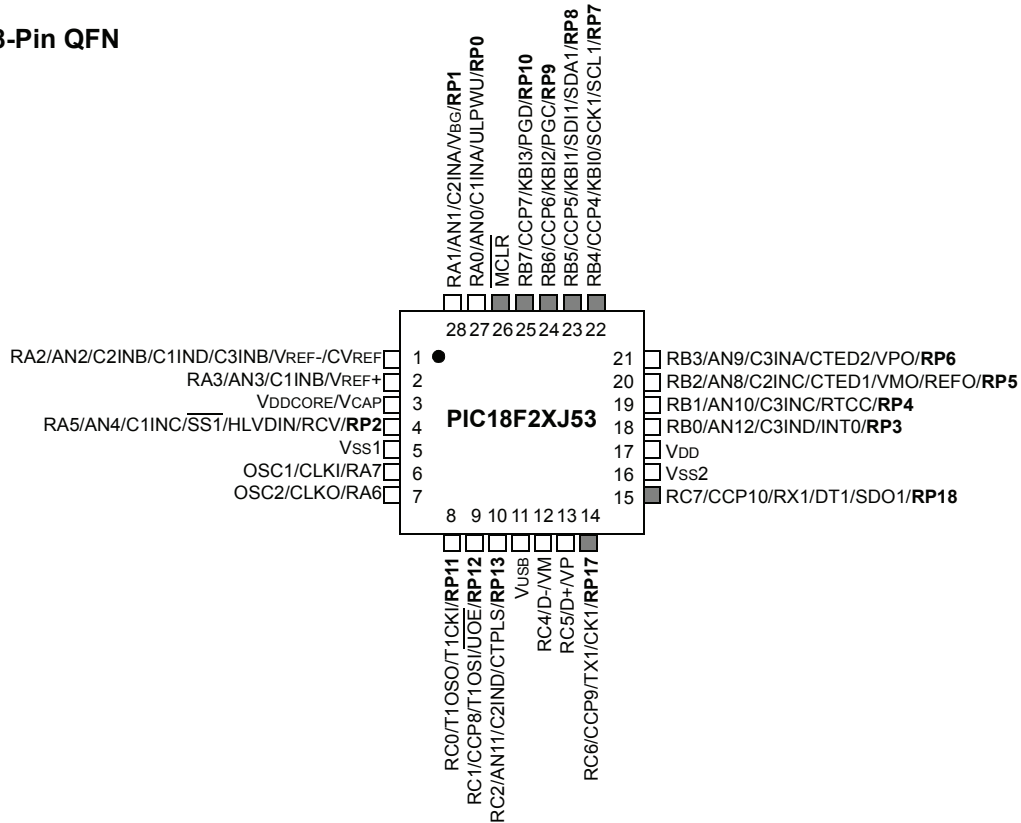 8-Pin QFN
RA1/AN1/C2INA/VBG/RP1
RA0/AN0/C1INA/ULPWU/RP0
MCLR
RB7/CCP7/KBI3/PGD/RP10
RB6/CCP6/KBI2/PGC/RP9
RB5/CCP5/KBI1/SDI1/SDA1/RP8
RB4/CCP4/KBI0/SCK1/SCL1/RP7
28 27 26 25 24 23 22
RA2/AN2/C2INB/C1IND/C3INB/VREF-/CVREF 1
RA3/AN3/C1INB/VREF+ 2
VDDCORE/VCAP 3
RA5/AN4/C1INC/SS1/HLVDIN/RCV/RP2 4
VSS1 5
OSC1/CLKI/RA7 6
OSC2/CLKO/RA6 7
PIC18F2XJ53
21 RB3/AN9/C3INA/CTED2/VPO/RP6
20 RB2/AN8/C2INC/CTED1/VMO/REFO/RP5
19 RB1/AN10/C3INC/RTCC/RP4
18 RB0/AN12/C3IND/INT0/RP3
17 VDD
16 VSS2
15 RC7/CCP10/RX1/DT1/SDO1/RP18
8 9 10 11 12 13 14
RC0/T1OSO/T1CKI/RP11
RC1/CCP8/T1OSI/UOE/RP12
RC2/AN11/C2IND/CTPLS/RP13
VUSB
RC4/D-/VM
RC5/D+/VP
RC6/CCP9/TX1/CK1/RP17